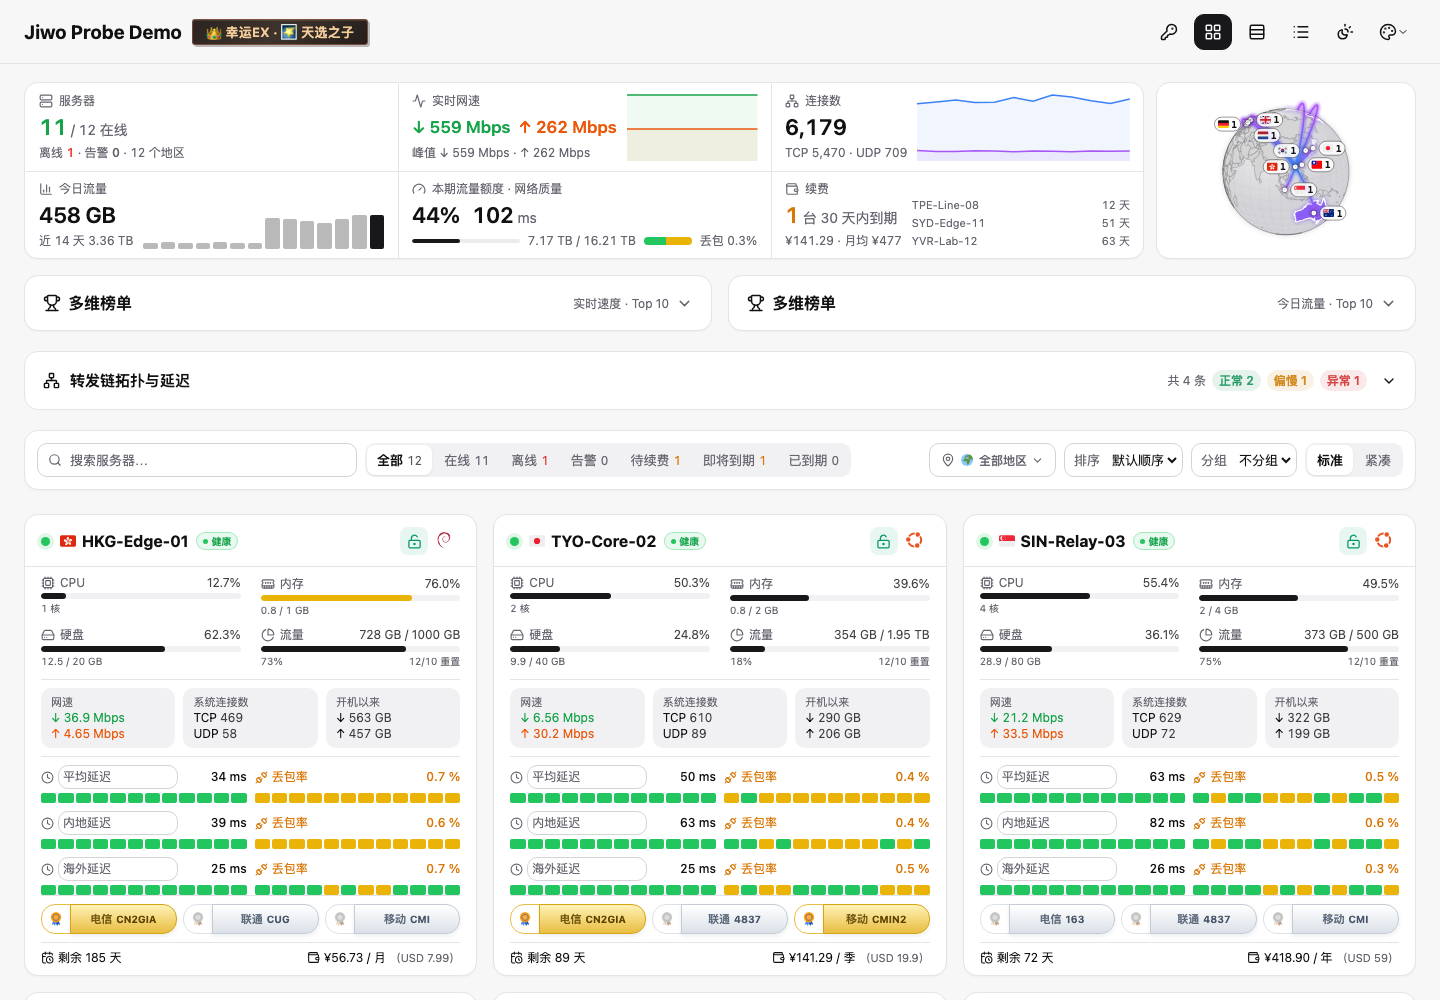 Jiwo Probe Demo
幸运EX · 天选之子
服务器
11 / 12 在线
离线 1 · 告警 0 · 12 个地区
实时网速
↓ 559 Mbps ↑ 262 Mbps
峰值 ↓ 559 Mbps · ↑ 262 Mbps
连接数
6,179
TCP 5,470 · UDP 709
今日流量
458 GB
近 14 天 3.36 TB
本期流量额度 · 网络质量
44% 102 ms
7.17 TB / 16.21 TB 丢包 0.3%
续费
1 台 30 天内到期
¥141.29 · 月均 ¥477
TPE-Line-08 12 天
SYD-Edge-11 51 天
YVR-Lab-12 63 天
1
1
1
1
1
1
1
1
1
多维榜单
实时速度 · Top 10
多维榜单
今日流量 · Top 10
转发链拓扑与延迟
共 4 条 正常 2 偏慢 1 异常 1
搜索服务器...
全部 12 在线 11 离线 1 告警 0 待续费 1 即将到期 1 已到期 0
全部地区
排序 默认顺序
分组 不分组
标准 紧凑
HKG-Edge-01 健康
CPU 12.7%
1 核
内存 76.0%
0.8 / 1 GB
硬盘 62.3%
12.5 / 20 GB
流量 728 GB / 1000 GB
73% 12/10 重置
网速
↓ 36.9 Mbps
↑ 4.65 Mbps
系统连接数
TCP 469
UDP 58
开机以来
↓ 563 GB
↑ 457 GB
平均延迟 34 ms 丢包率 0.7 %
内地延迟 39 ms 丢包率 0.6 %
海外延迟 25 ms 丢包率 0.7 %
电信 CN2GIA 联通 CUG 移动 CMI
剩余 185 天 ¥56.73 / 月 (USD 7.99)
TYO-Core-02 健康
CPU 50.3%
2 核
内存 39.6%
0.8 / 2 GB
硬盘 24.8%
9.9 / 40 GB
流量 354 GB / 1.95 TB
18% 12/10 重置
网速
↓ 6.56 Mbps
↑ 30.2 Mbps
系统连接数
TCP 610
UDP 89
开机以来
↓ 290 GB
↑ 206 GB
平均延迟 50 ms 丢包率 0.4 %
内地延迟 63 ms 丢包率 0.4 %
海外延迟 25 ms 丢包率 0.5 %
电信 CN2GIA 联通 4837 移动 CMIN2
剩余 89 天 ¥141.29 / 季 (USD 19.9)
SIN-Relay-03 健康
CPU 55.4%
4 核
内存 49.5%
2 / 4 GB
硬盘 36.1%
28.9 / 80 GB
流量 373 GB / 500 GB
75% 12/10 重置
网速
↓ 21.2 Mbps
↑ 33.5 Mbps
系统连接数
TCP 629
UDP 72
开机以来
↓ 322 GB
↑ 199 GB
平均延迟 63 ms 丢包率 0.5 %
内地延迟 82 ms 丢包率 0.6 %
海外延迟 26 ms 丢包率 0.3 %
电信 163 联通 4837 移动 CMI
剩余 72 天 ¥418.90 / 年 (USD 59)